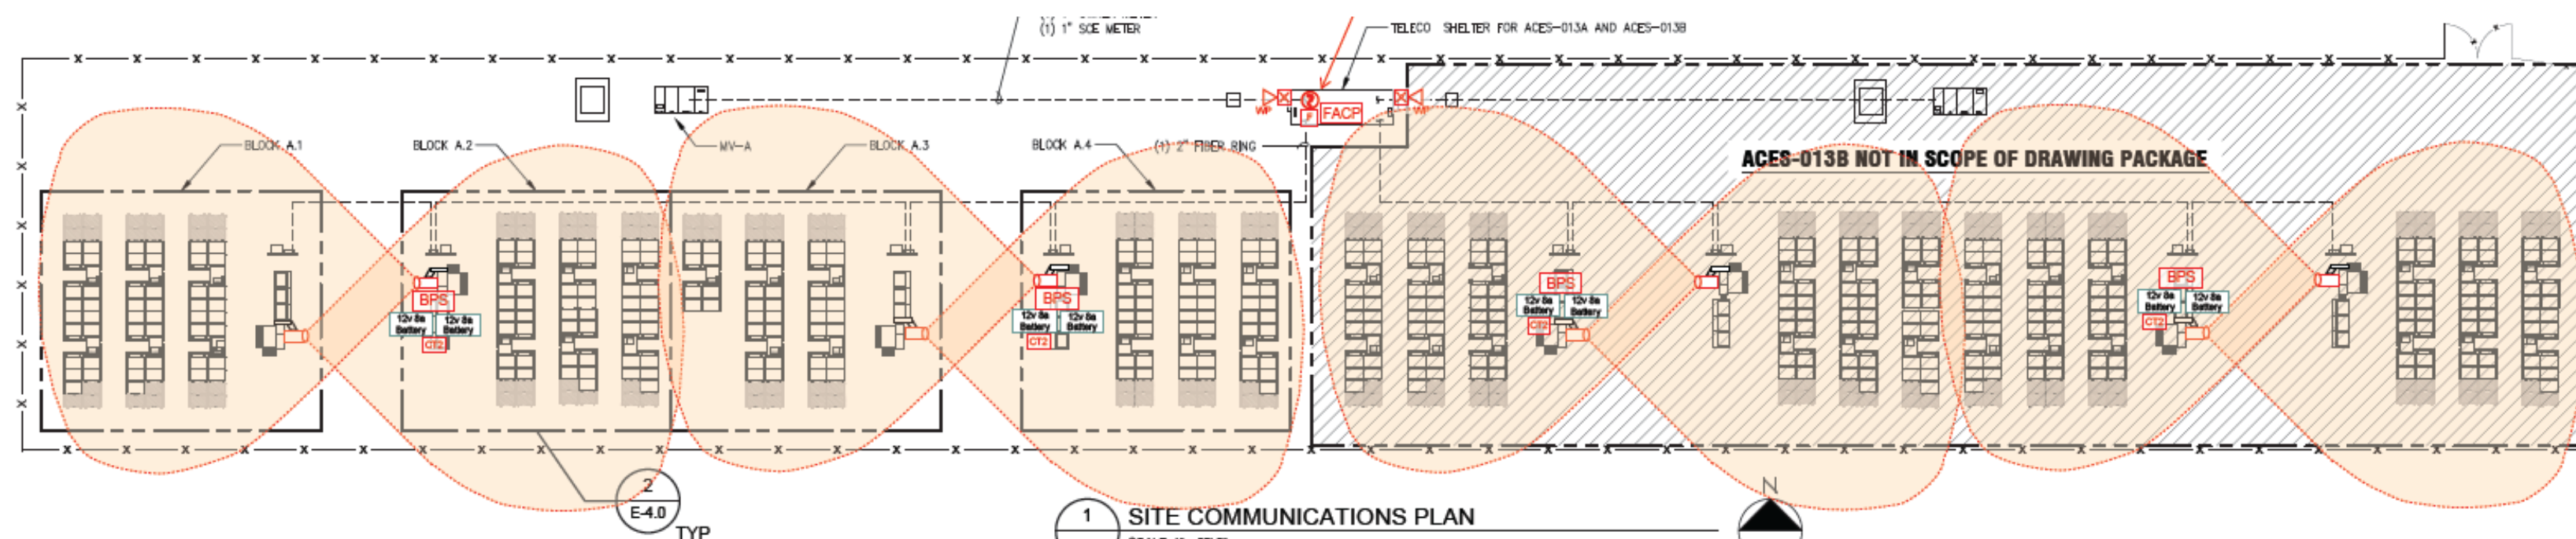 (1) 1" SCE METER
TELECO SHELTER FOR ACES-013A AND ACES-013B
WP
FACP
WP
F
BLOCK A.1
BLOCK A.2
MV-A
BLOCK A.3
BLOCK A.4
(1) 2" FIBER RING
ACES-013B NOT IN SCOPE OF DRAWING PACKAGE
BPS
12v 8a
Battery
12v 8a
Battery
CT2
BPS
12v 8a
Battery
12v 8a
Battery
CT2
BPS
12v 8a
Battery
12v 8a
Battery
CT2
BPS
12v 8a
Battery
12v 8a
Battery
CT2
2
E-4.0
TYP
1
SITE COMMUNICATIONS PLAN
N